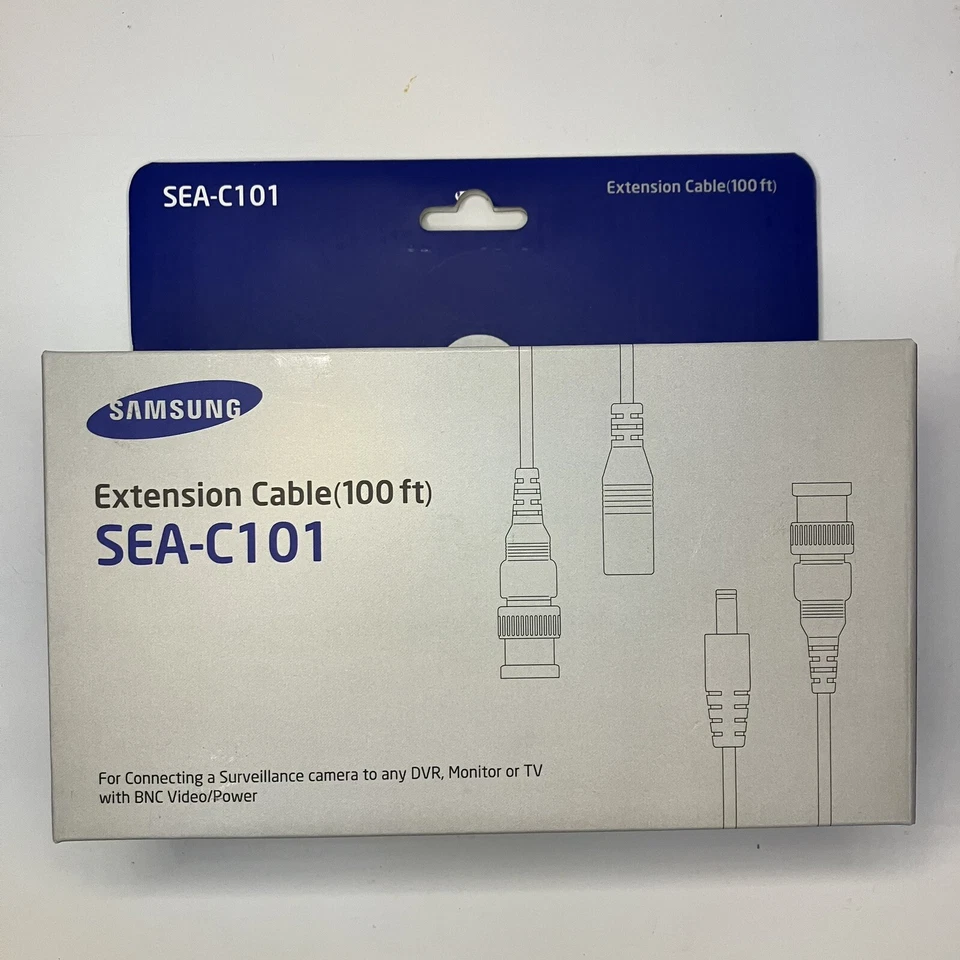 SEA-C101
Extension Cable(100 ft)
SAMSUNG
Extension Cable(100 ft)
SEA-C101
For Connecting a Surveillance camera to any DVR, Monitor or TV
with BNC Video/Power